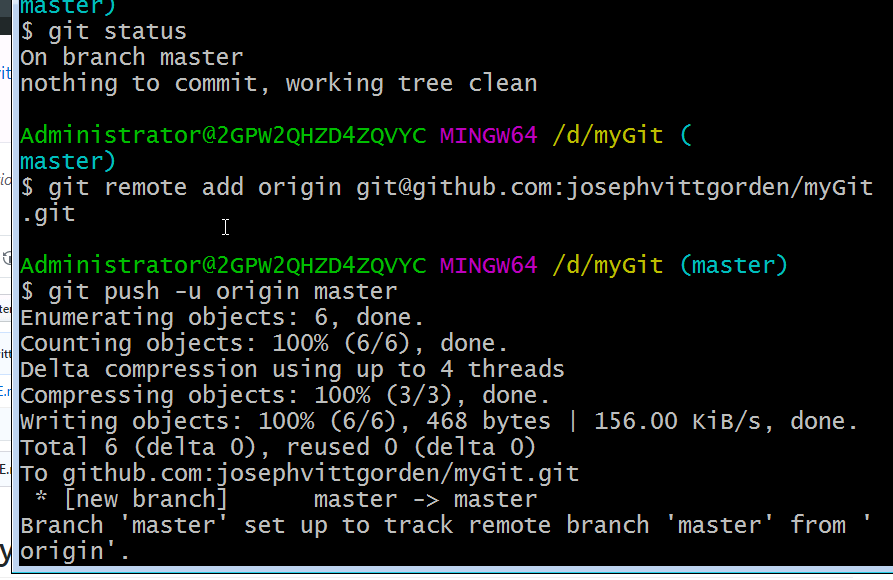 master)
$ git status
On branch master
nothing to commit, working tree clean
Administrator@2GPW2QHZD4ZQVYC MINGW64 /d/myGit (
master)
$ git remote add origin git@github.com:josephvittgorden/myGit
.git
Administrator@2GPW2QHZD4ZQVYC MINGW64 /d/myGit (master)
$ git push -u origin master
Enumerating objects: 6, done.
Counting objects: 100% (6/6), done.
Delta compression using up to 4 threads
Compressing objects: 100% (3/3), done.
Writing objects: 100% (6/6), 468 bytes | 156.00 KiB/s, done.
Total 6 (delta 0), reused 0 (delta 0)
To github.com:josephvittgorden/myGit.git
 * [new branch]      master -> master
Branch 'master' set up to track remote branch 'master' from '
origin'.